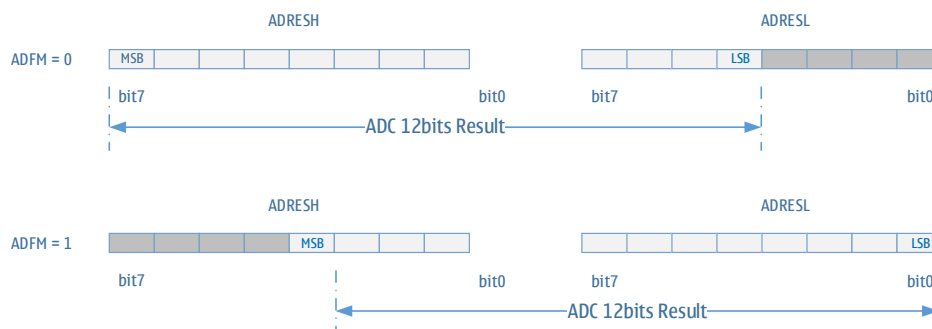 ADRESH ADRESL
ADFM = 0 MSB LSB
bit7 bit0 bit7 bit0
ADC 12bits Result
ADRESH ADRESL
ADFM = 1 MSB LSB
bit7 bit0 bit7 bit0
ADC 12bits Result